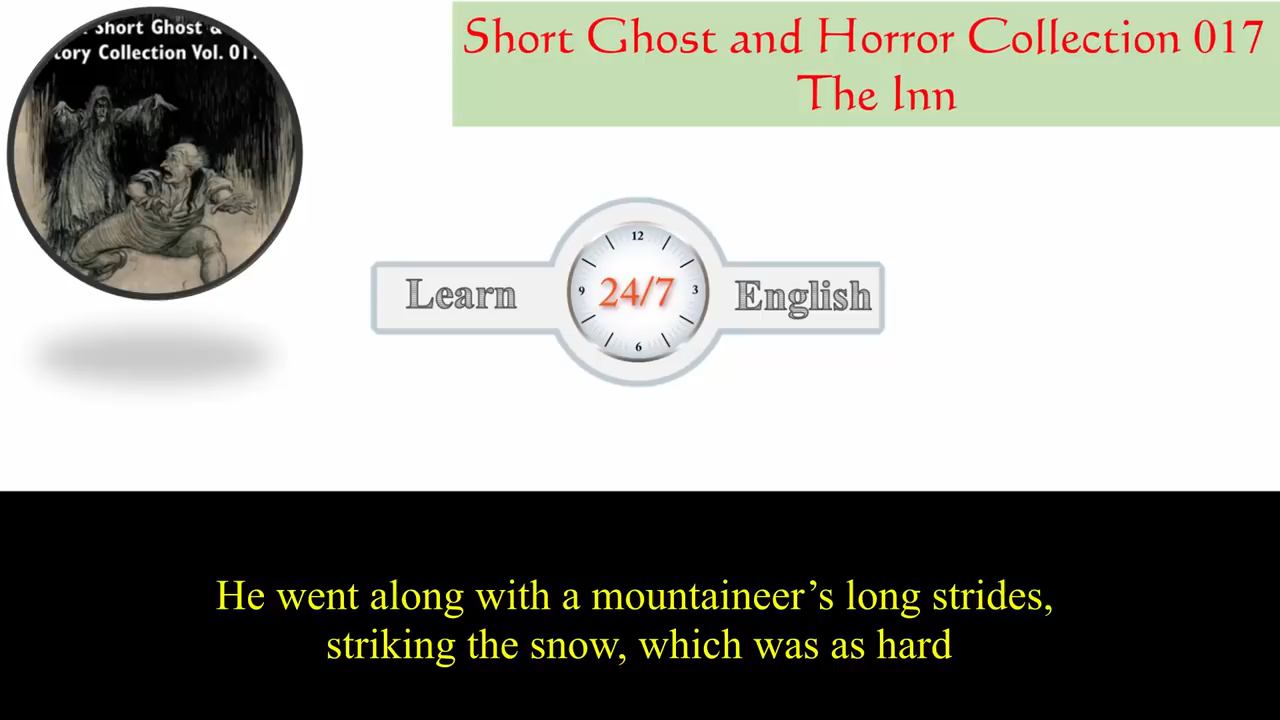 Short Ghost &
tory Collection Vol. 01
Short Ghost and Horror Collection 017
The Inn
Learn 24/7 English
12
9 3
6
He went along with a mountaineer’s long strides,
striking the snow, which was as hard